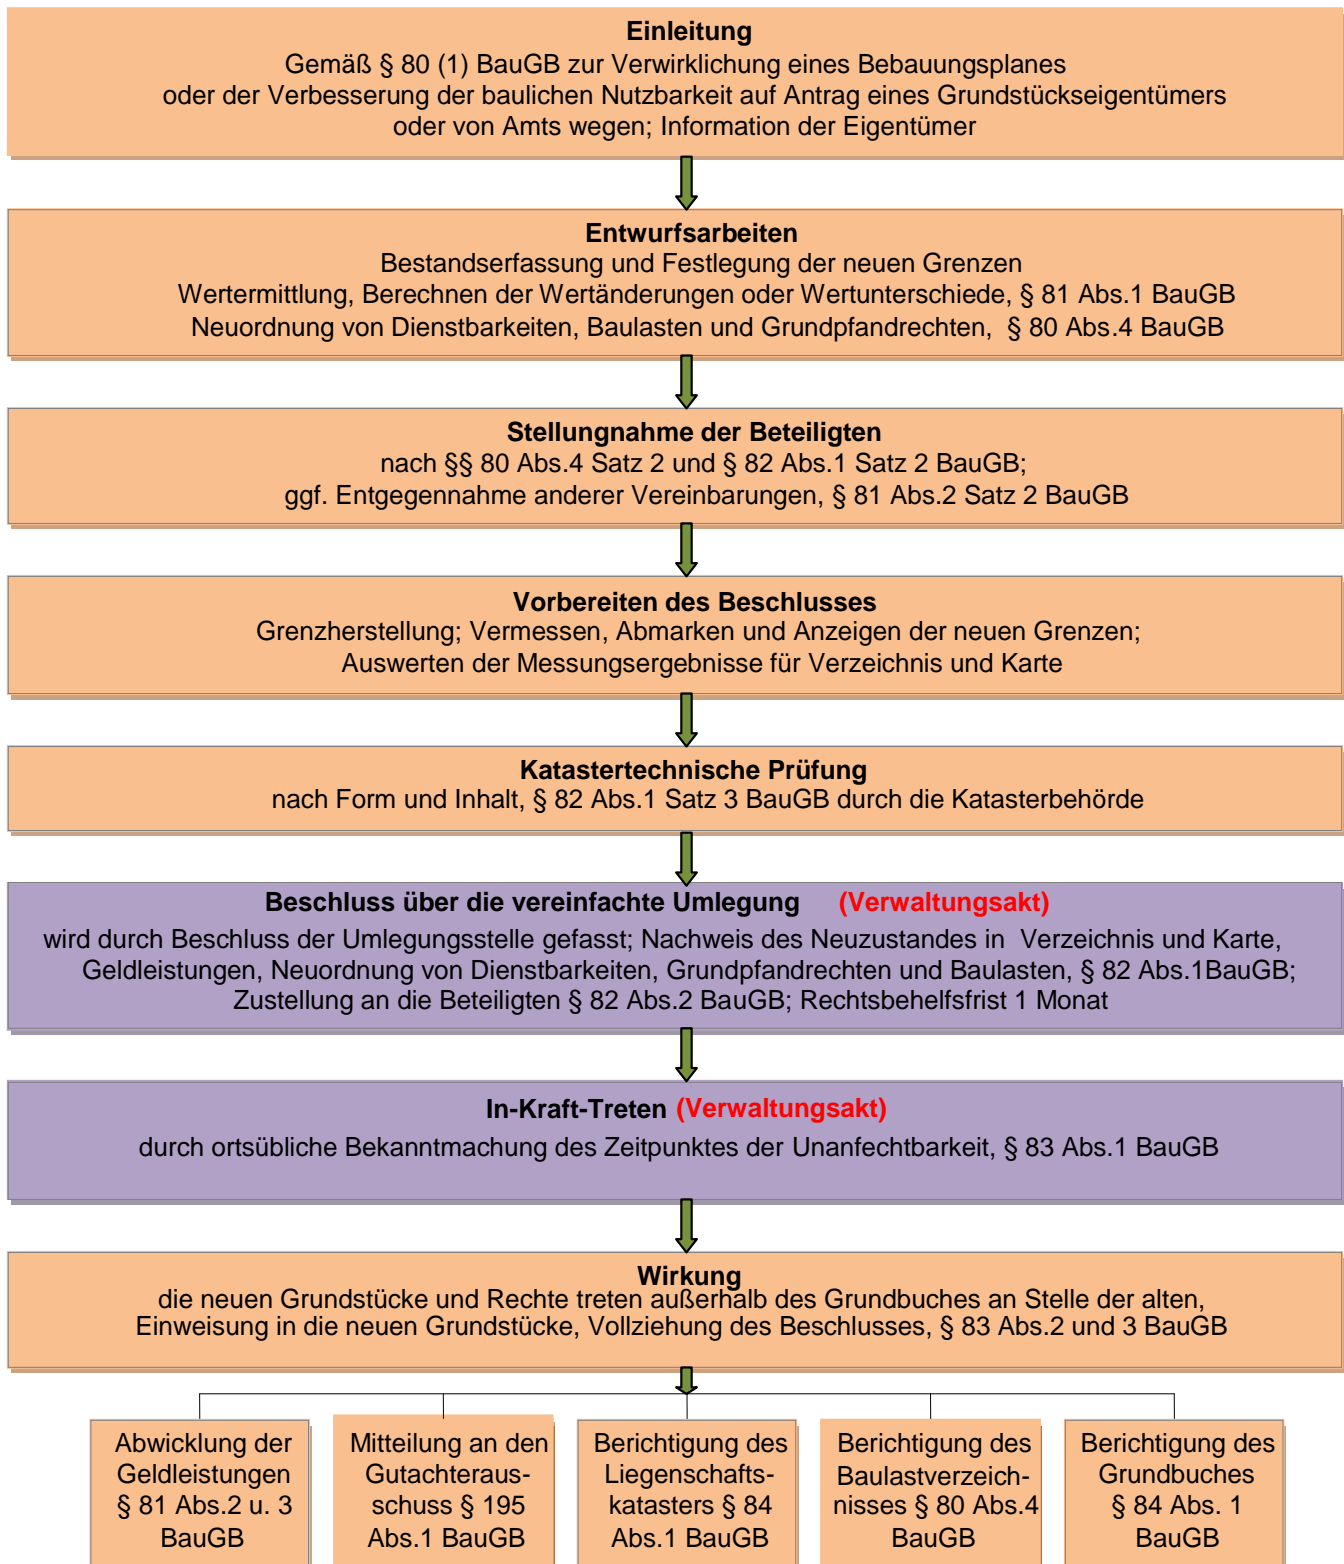 Einleitung
Gemäß § 80 (1) BauGB zur Verwirklichung eines Bebauungsplanes
oder der Verbesserung der baulichen Nutzbarkeit auf Antrag eines Grundstückseigentümers
oder von Amts wegen; Information der Eigentümer
Entwurfsarbeiten
Bestandserfassung und Festlegung der neuen Grenzen
Wertermittlung, Berechnen der Wertänderungen oder Wertunterschiede, § 81 Abs.1 BauGB
Neuordnung von Dienstbarkeiten, Baulasten und Grundpfandrechten, § 80 Abs.4 BauGB
Stellungnahme der Beteiligten
nach §§ 80 Abs.4 Satz 2 und § 82 Abs.1 Satz 2 BauGB;
ggf. Entgegennahme anderer Vereinbarungen, § 81 Abs.2 Satz 2 BauGB
Vorbereiten des Beschlusses
Grenzherstellung; Vermessen, Abmarken und Anzeigen der neuen Grenzen;
Auswerten der Messungsergebnisse für Verzeichnis und Karte
Katastertechnische Prüfung
nach Form und Inhalt, § 82 Abs.1 Satz 3 BauGB durch die Katasterbehörde
Beschluss über die vereinfachte Umlegung (Verwaltungsakt)
wird durch Beschluss der Umlegungsstelle gefasst; Nachweis des Neuzustandes in Verzeichnis und Karte,
Geldleistungen, Neuordnung von Dienstbarkeiten, Grundpfandrechten und Baulasten, § 82 Abs.1BauGB;
Zustellung an die Beteiligten § 82 Abs.2 BauGB; Rechtsbehelfsfrist 1 Monat
In-Kraft-Treten (Verwaltungsakt)
durch ortsübliche Bekanntmachung des Zeitpunktes der Unanfechtbarkeit, § 83 Abs.1 BauGB
Wirkung
die neuen Grundstücke und Rechte treten außerhalb des Grundbuches an Stelle der alten,
Einweisung in die neuen Grundstücke, Vollziehung des Beschlusses, § 83 Abs.2 und 3 BauGB
Abwicklung der
Geldleistungen
§ 81 Abs.2 u. 3
BauGB
Mitteilung an den
Gutachteraus-
schuss § 195
Abs.1 BauGB
Berichtigung des
Liegenschafts-
katasters § 84
Abs.1 BauGB
Berichtigung des
Baulastverzeich-
nisses § 80 Abs.4
BauGB
Berichtigung des
Grundbuches
§ 84 Abs. 1
BauGB